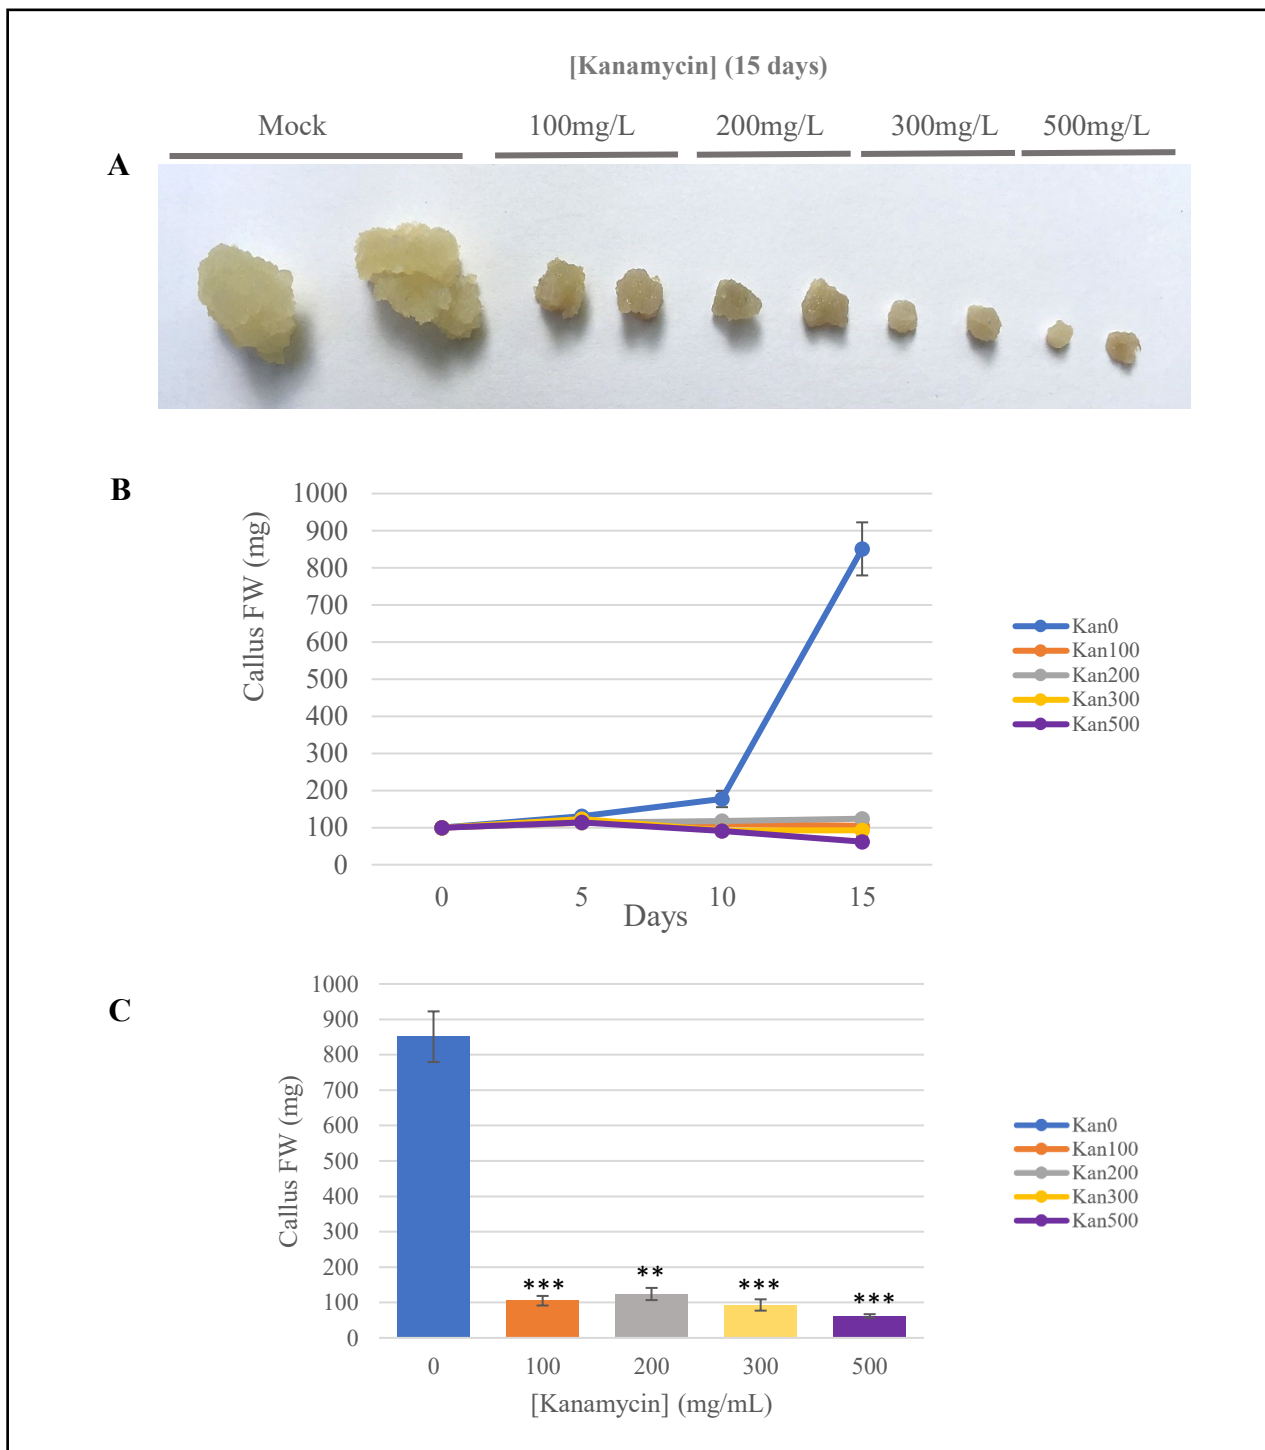 [Kanamycin] (15 days)
Mock 100mg/L 200mg/L 300mg/L 500mg/L
A
B
Callus FW (mg)
1000
900
800
700
600
500
400
300
200
100
0
0 5 10 15
Days
Kan0
Kan100
Kan200
Kan300
Kan500
C
Callus FW (mg)
1000
900
800
700
600
500
400
300
200
100
0
*** ** *** ***
0 100 200 300 500
[Kanamycin] (mg/mL)
Kan0
Kan100
Kan200
Kan300
Kan500